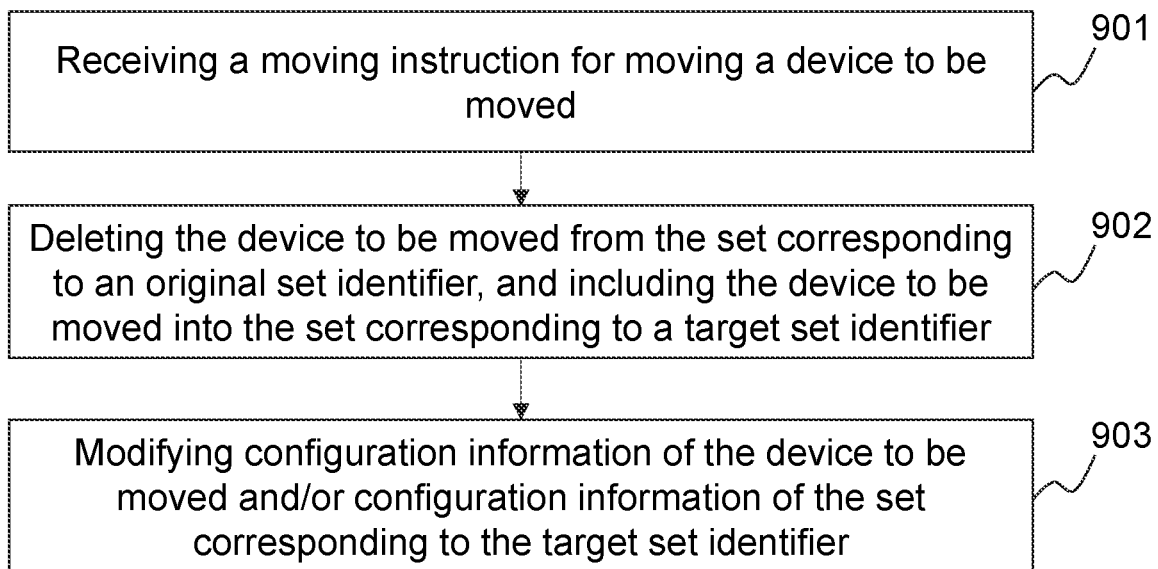 Receiving a moving instruction for moving a device to be
moved
901
Deleting the device to be moved from the set corresponding
to an original set identifier, and including the device to be
moved into the set corresponding to a target set identifier
902
Modifying configuration information of the device to be
moved and/or configuration information of the set
corresponding to the target set identifier
903